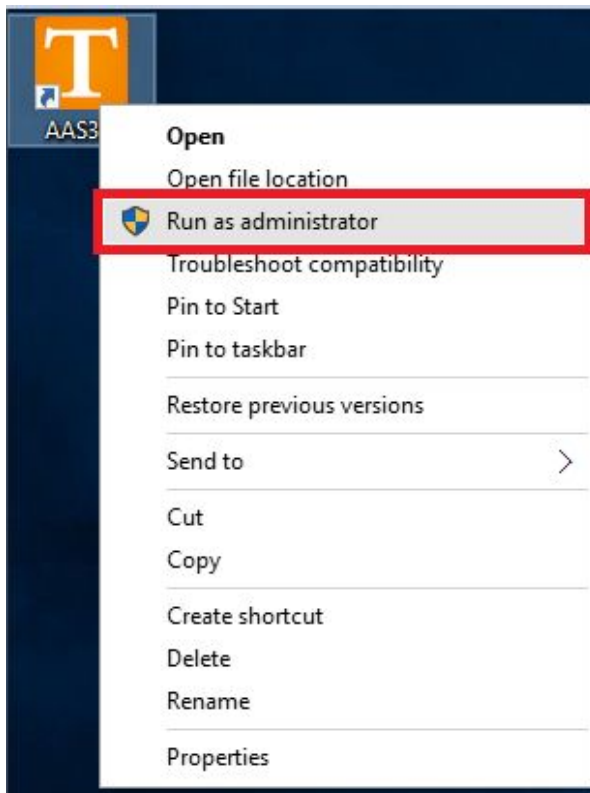 T
AAS3
Open
Open file location
Run as administrator
Troubleshoot compatibility
Pin to Start
Pin to taskbar
Restore previous versions
Send to
Cut
Copy
Create shortcut
Delete
Rename
Properties